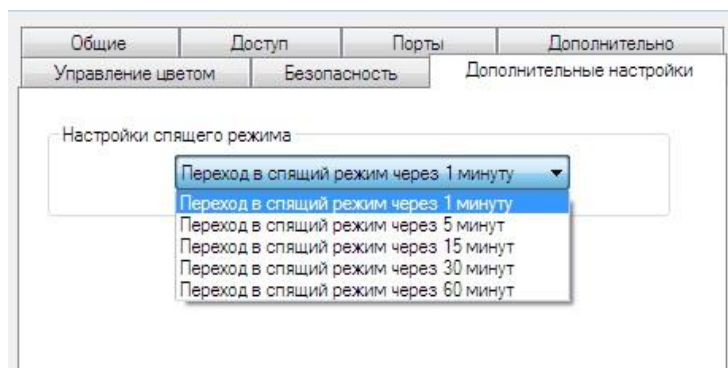 Общие Доступ Порты Дополнительно
Управление цветом Безопасность Дополнительные настройки
Настройки спящего режима
Переход в спящий режим через 1 минуту
Переход в спящий режим через 1 минуту
Переход в спящий режим через 5 минут
Переход в спящий режим через 15 минут
Переход в спящий режим через 30 минут
Переход в спящий режим через 60 минут